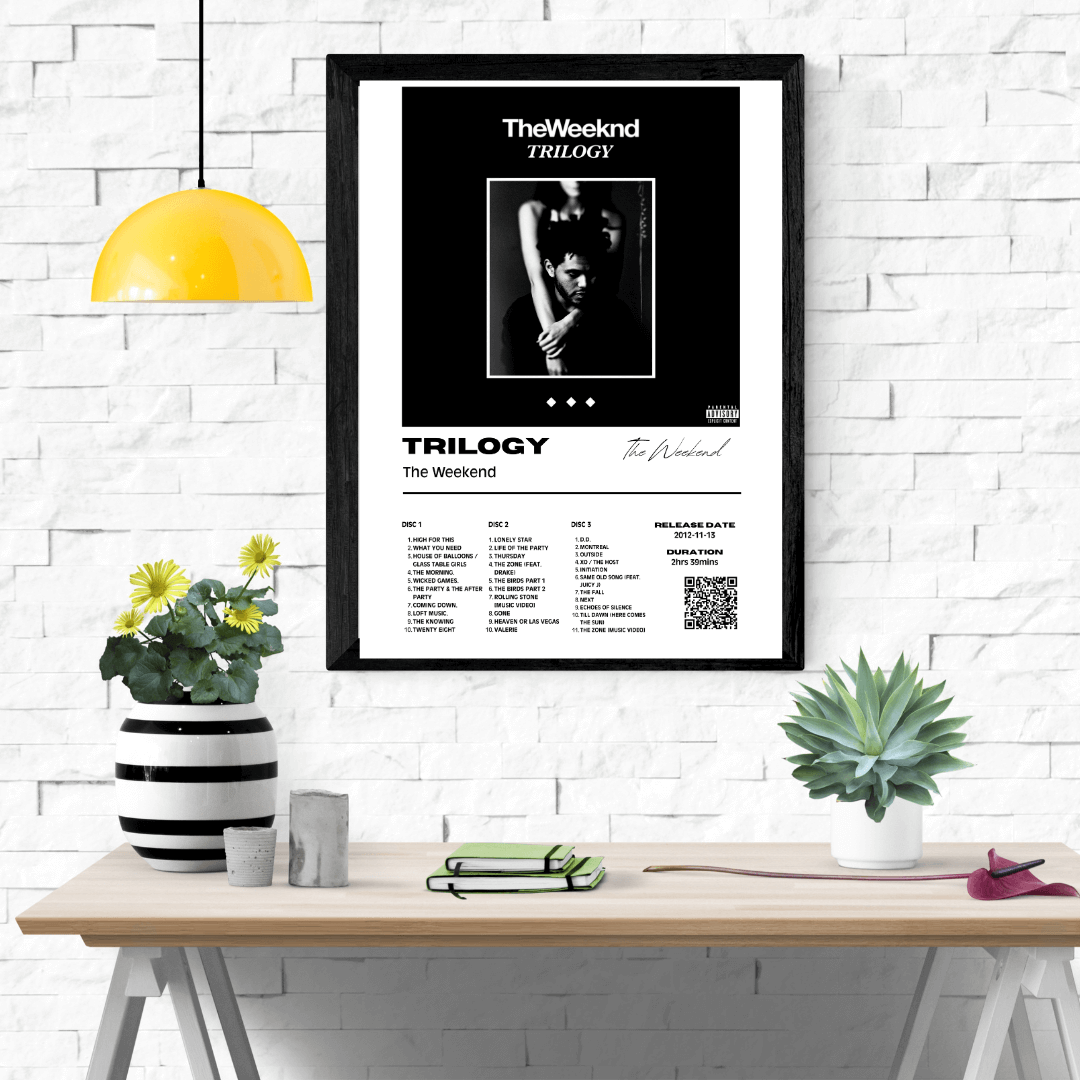 TheWeeknd
TRILOGY
PARENTAL
ADVISORY
EXPLICIT CONTENT
TRILOGY
The Weekend
The Weekend
DISC 1
1. HIGH FOR THIS
2. WHAT YOU NEED
3. HOUSE OF BALLOONS /
GLASS TABLE GIRLS
4. THE MORNING.
5. WICKED GAMES.
6. THE PARTY & THE AFTER
PARTY
7. COMING DOWN.
8. LOFT MUSIC.
9. THE KNOWING
10. TWENTY EIGHT
DISC 2
1. LONELY STAR
2. LIFE OF THE PARTY
3. THURSDAY
4. THE ZONE (FEAT.
DRAKE)
5. THE BIRDS PART 1
6. THE BIRDS PART 2
7. ROLLING STONE
(MUSIC VIDEO)
8. GONE
9. HEAVEN OR LAS VEGAS
10. VALERIE
DISC 3
1. D.D.
2. MONTREAL
3. OUTSIDE
4. XO / THE HOST
5. INITIATION
6. SAME OLD SONG (FEAT.
JUICY J)
7. THE FALL
8. NEXT
9. ECHOES OF SILENCE
10. TILL DAWN (HERE COMES
THE SUN)
11. THE ZONE (MUSIC VIDEO)
RELEASE DATE
2012-11-13
DURATION
2hrs 39mins